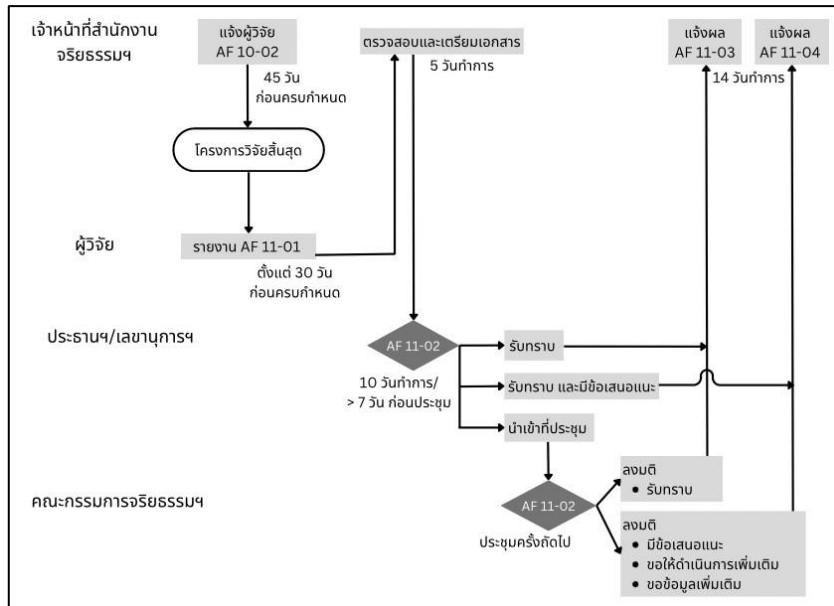 เจ้าหน้าที่สำนักงาน
จริยธรรมฯ
แจ้งผู้วิจัย
AF 10-02
ตรวจสอบและเตรียมเอกสาร
แจ้งผล
AF 11-03
แจ้งผล
AF 11-04
45 วัน
ก่อนครบกำหนด
5 วันทำการ
14 วันทำการ
โครงการวิจัยสิ้นสุด
ผู้วิจัย
รายงาน AF 11-01
ตั้งแต่ 30 วัน
ก่อนครบกำหนด
ประธานฯ/เลขานุการฯ
AF 11-02
10 วันทำการ/
> 7 วัน ก่อนประชุม
รับทราบ
รับทราบ และมีข้อเสนอแนะ
นำเข้าที่ประชุม
คณะกรรมการจริยธรรมฯ
AF 11-02
ประชุมครั้งถัดไป
ลงมติ
• รับทราบ
ลงมติ
• มีข้อเสนอแนะ
• ขอให้ดำเนินการเพิ่มเติม
• ขอข้อมูลเพิ่มเติม